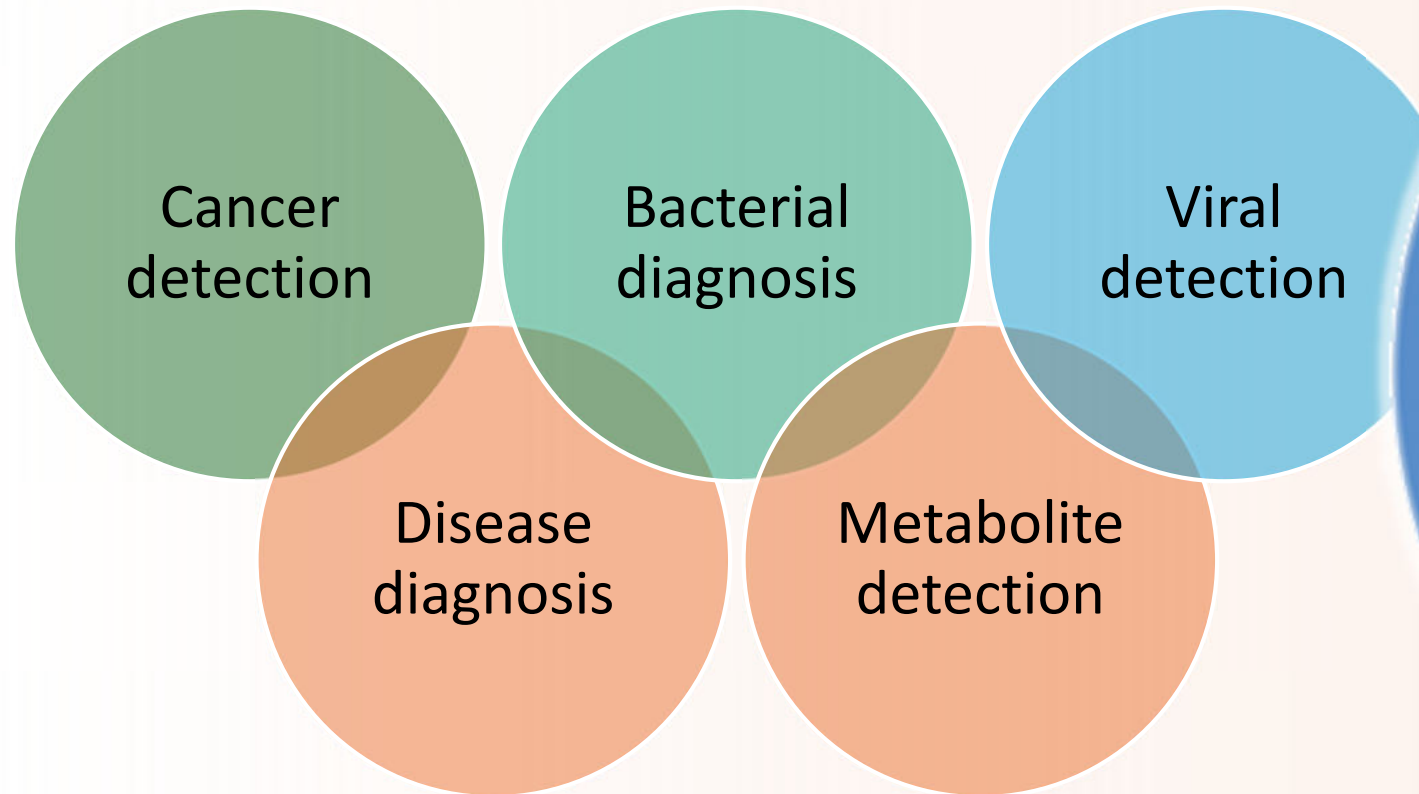 Cancer
detection
Bacterial
diagnosis
Viral
detection
Disease
diagnosis
Metabolite
detection